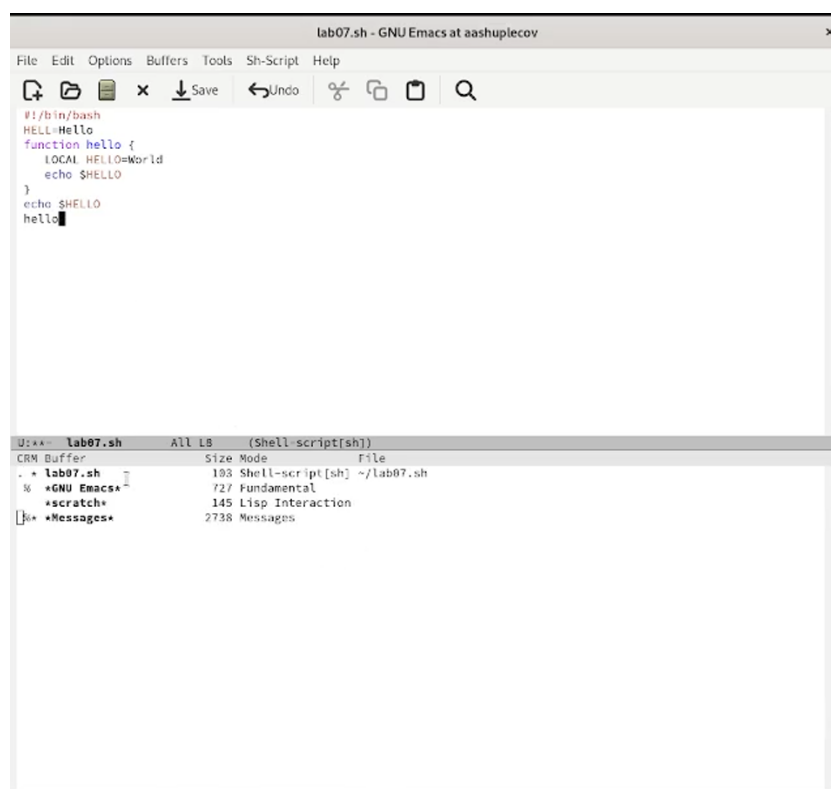 lab07.sh - GNU Emacs at aashuplecov ×
File Edit Options Buffers Tools Sh-Script Help
Save Undo
#!/bin/bash
HELL=Hello
function hello {
LOCAL HELLO=World
echo $HELLO
}
echo $HELLO
hello
U:**- lab07.sh All L8 (Shell-script[sh])
CRM Buffer Size Mode File
. * lab07.sh 103 Shell-script[sh] ~/lab07.sh
% *GNU Emacs* 727 Fundamental
*scratch* 145 Lisp Interaction
%* *Messages* 2738 Messages